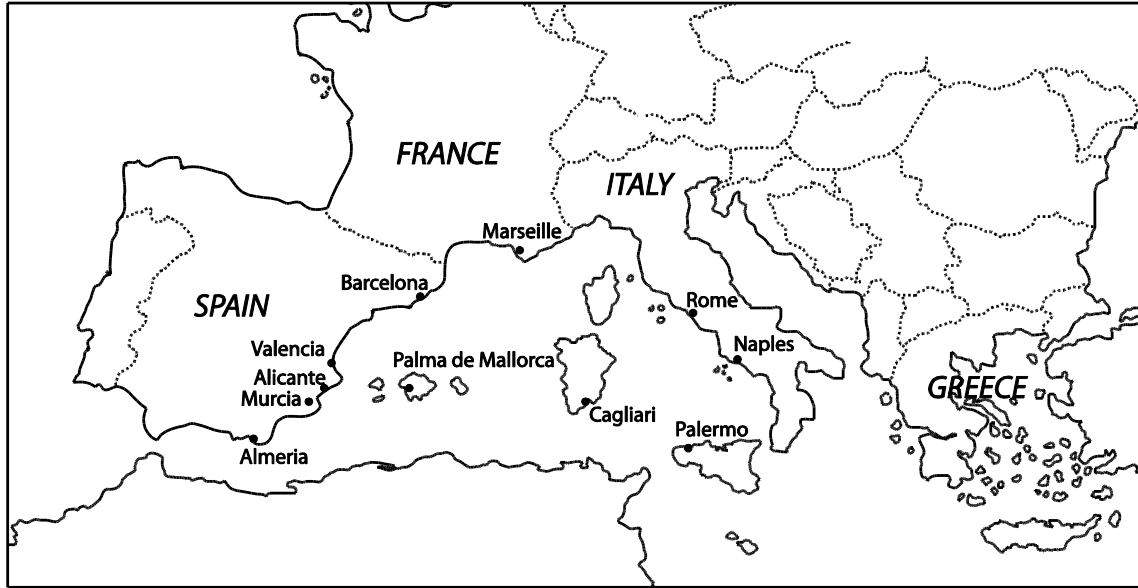 FRANCE
ITALY
Marseille
Barcelona
SPAIN
Rome
Valencia
Palma de Mallorca
Naples
Alicante
GREECE
Murcia
Cagliari
Palermo
Almeria